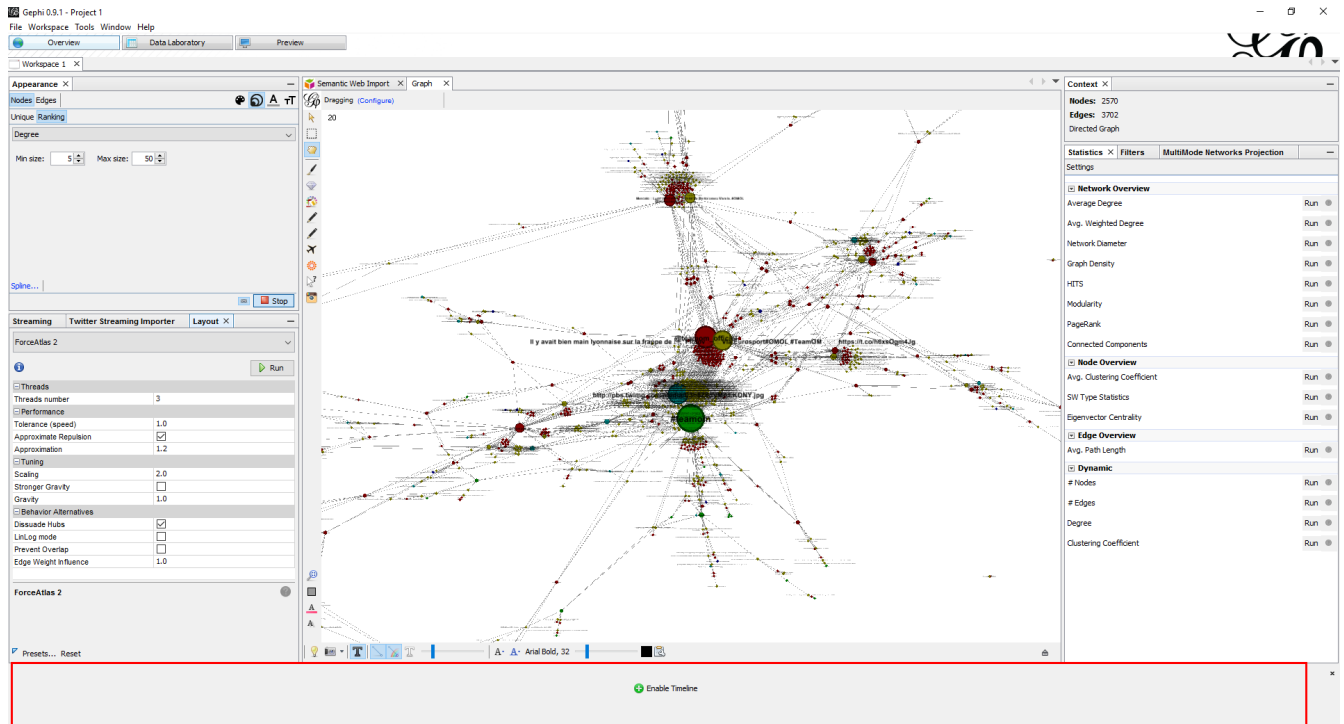 Gephi 0.9.1 - Project 1
File Workspace Tools Window Help
Overview
Data Laboratory
Preview
Workspace 1
Appearance
Nodes Edges
Unique Ranking
Degree
Min size: 5 Max size: 50
Spline...
Stop
Streaming Twitter Streaming Importer Layout
ForceAtlas 2
Run
Threads
Threads number 3
Performance
Tolerance (speed) 1.0
Approximate Repulsion
Approximation 1.2
Tuning
Scaling 2.0
Stronger Gravity
Gravity 1.0
Behavior Alternatives
Dissuade Hubs
LinLog mode
Prevent Overlap
Edge Weight Influence 1.0
ForceAtlas 2
Presets... Reset
Semantic Web Import Graph
Dragging (Configure)
20
Il y avait bien main lyonnaise sur la frappe de
#OMOL #TeamOM
#teamom
Arial Bold, 32
Context
Nodes: 2570
Edges: 3702
Directed Graph
Statistics Filters MultiMode Networks Projection
Settings
Network Overview
Average Degree Run
Avg. Weighted Degree Run
Network Diameter Run
Graph Density Run
HITS Run
Modularity Run
PageRank Run
Connected Components Run
Node Overview
Avg. Clustering Coefficient Run
SW Type Statistics Run
Eigenvector Centrality Run
Edge Overview
Avg. Path Length Run
Dynamic
# Nodes Run
# Edges Run
Degree Run
Clustering Coefficient Run
Enable Timeline